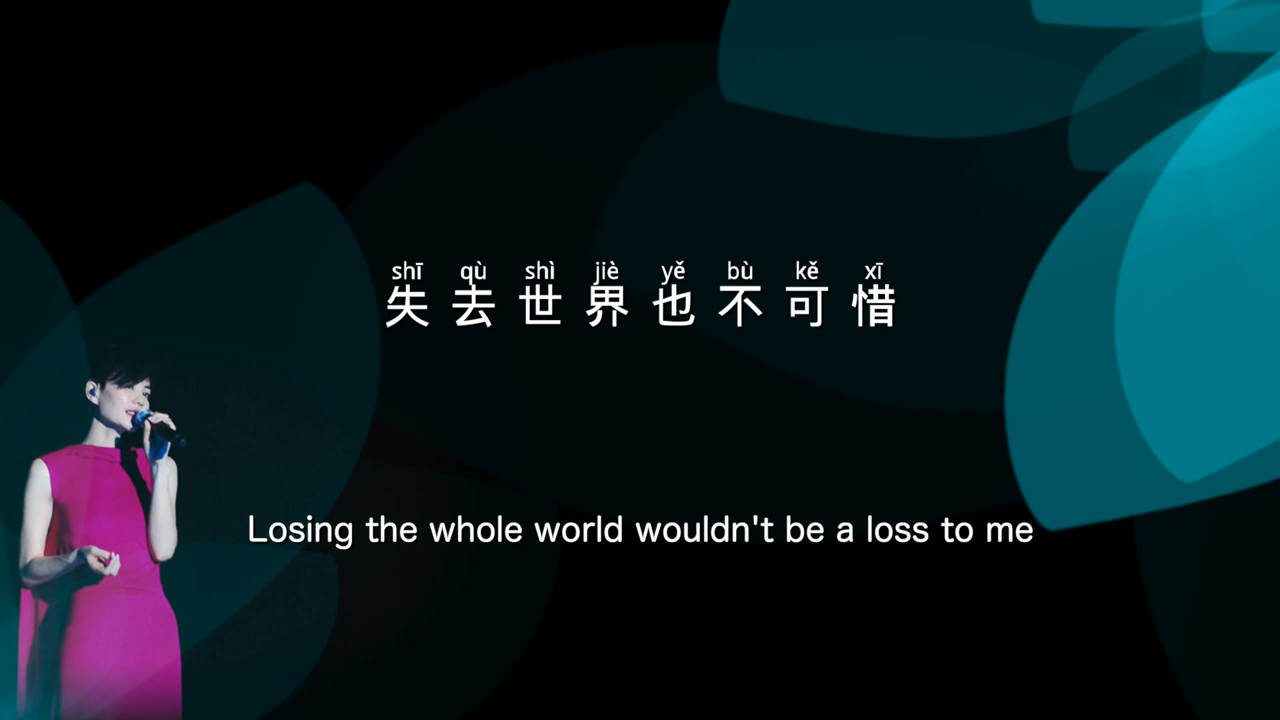 shī qù shì jiè yě bù kě xī
失去世界也不可惜
Losing the whole world wouldn't be a loss to me